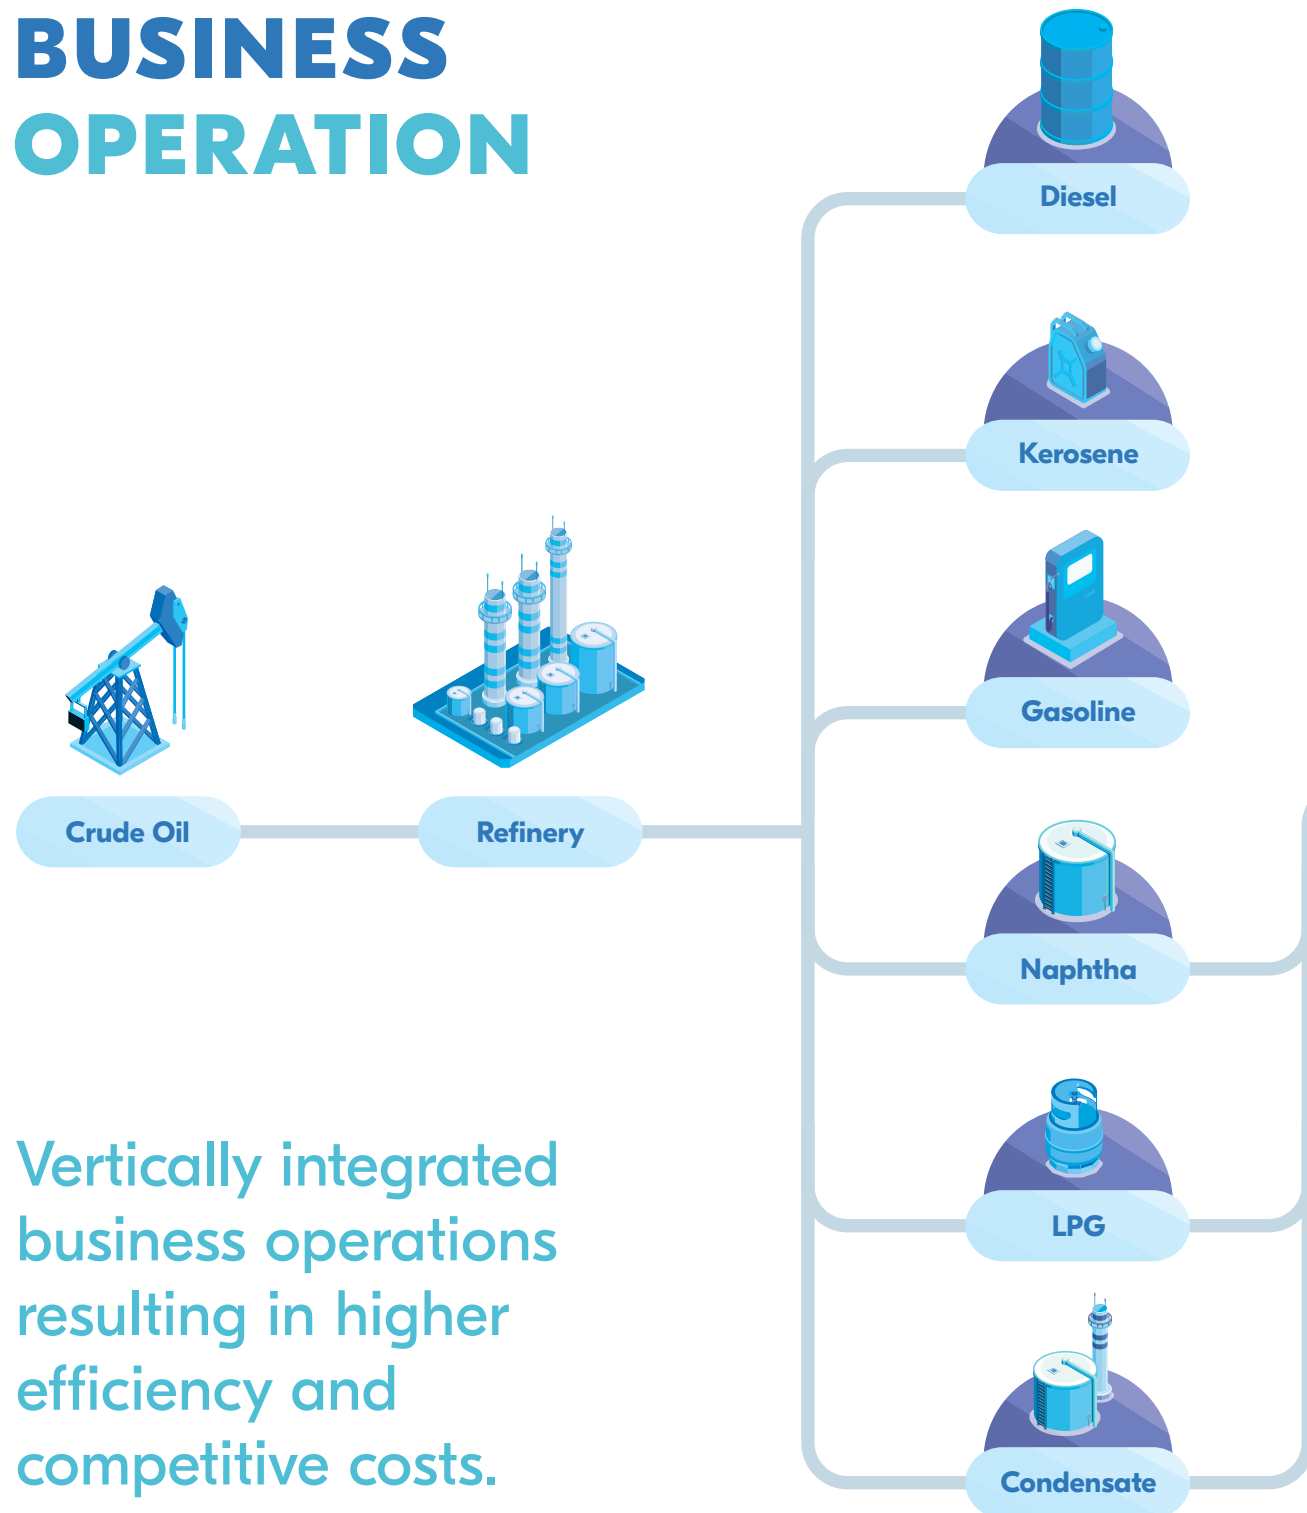 BUSINESS
OPERATION
Diesel
Kerosene
Gasoline
Crude Oil
Refinery
Naphtha
LPG
Condensate
Vertically integrated
business operations
resulting in higher
efficiency and
competitive costs.